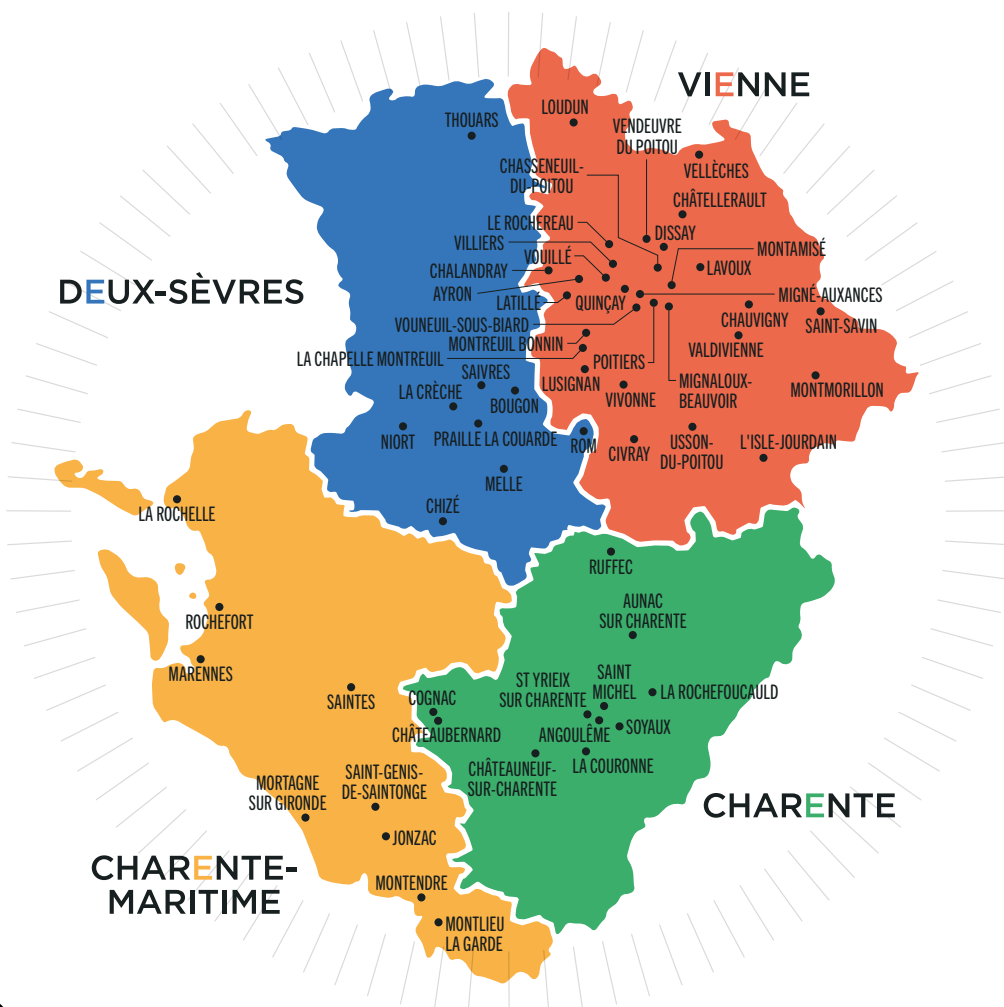 VIENNE
LOUDUN
THOUARS
VENDEUVRE
DU POITOU
CHASSENEUIL-
DU-POITOU
VELLÈCHES
CHÂTELLERAULT
LE ROCHEREAU
DISSAY
VILLIERS
MONTAMISÉ
VOUILLÉ
CHALANDRAY
LAVOUX
DEUX-SÈVRES
AYRON
LATILLÉ
QUINÇAY
MIGNÉ-AUXANCES
CHAUVIGNY
SAINT-SAVIN
VOUNEUIL-SOUS-BIARD
MONTREUIL BONNIN
VALDIVIENNE
LA CHAPELLE MONTREUIL
POITIERS
SAIVRES
LUSIGNAN
MIGNALOUX-
BEAUVOIR
MONTMORILLON
LA CRÈCHE
VIVONNE
BOUGON
NIORT
PRAILLE LA COUARDE
ROM
CIVRAY
USSON-
DU-POITOU
L'ISLE-JOURDAIN
MELLE
CHIZÉ
LA ROCHELLE
RUFFEC
AUNAC
SUR CHARENTE
ROCHEFORT
MARENNES
SAINTES
COGNAC
ST YRIEIX
SUR CHARENTE
SAINT
MICHEL
LA ROCHEFOUCAULD
CHÂTEAUBERNARD
ANGOULÊME
SOYAUX
CHÂTEAUNEUF-
SUR-CHARENTE
LA COURONNE
MORTAGNE
SUR GIRONDE
SAINT-GENIS-
DE-SAINTONGE
CHARENTE
JONZAC
CHARENTE-
MARITIME
MONTENDRE
MONTLIEU
LA GARDE